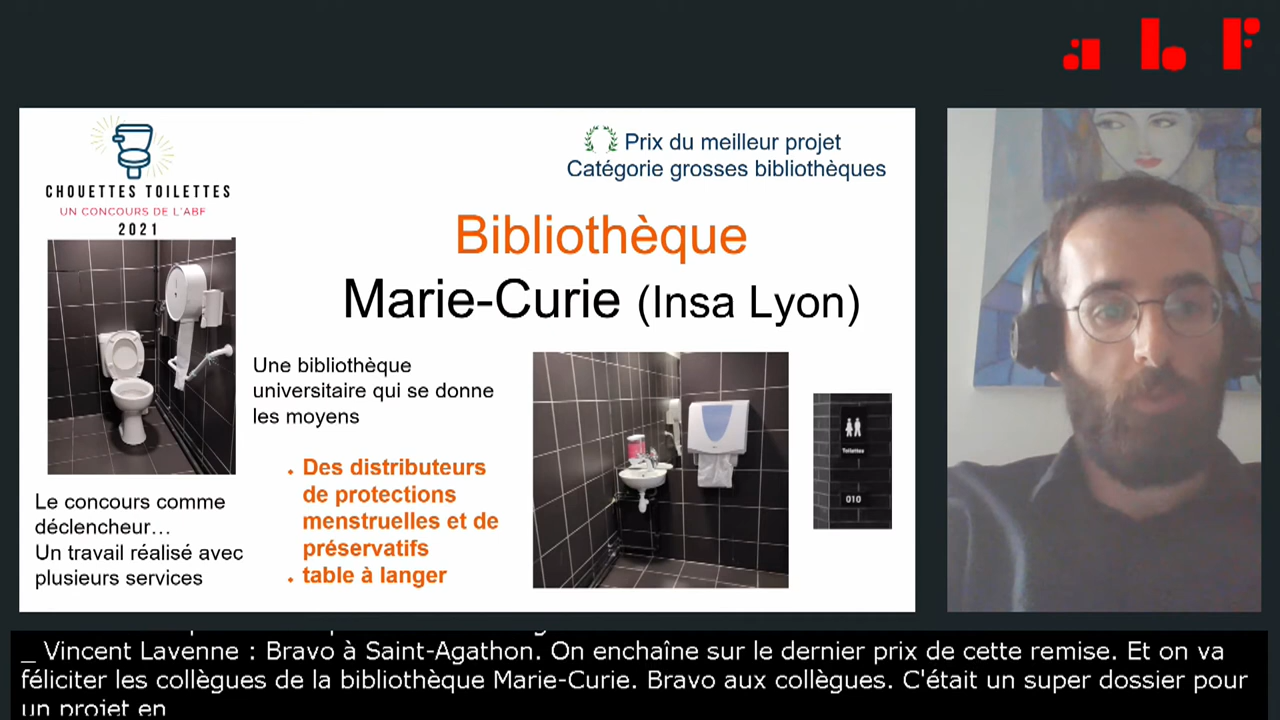 abf
CHOUETTES TOILETTES
UN CONCOURS DE L'ABF
2021
Prix du meilleur projet
Catégorie grosses bibliothèques
Bibliothèque
Marie-Curie (Insa Lyon)
Une bibliothèque
universitaire qui se donne
les moyens
. Des distributeurs
de protections
menstruelles et de
préservatifs
. table à langer
Le concours comme
déclencheur…
Un travail réalisé avec
plusieurs services
Toilettes
010
_ Vincent Lavenne : Bravo à Saint-Agathon. On enchaîne sur le dernier prix de cette remise. Et on va
féliciter les collègues de la bibliothèque Marie-Curie. Bravo aux collègues. C'était un super dossier pour
un projet en